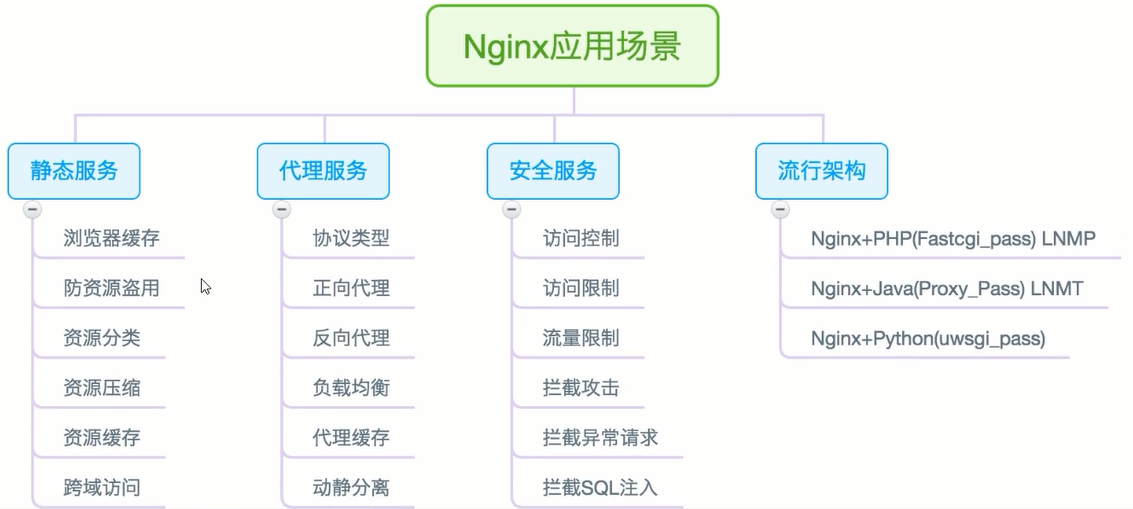 Nginx应用场景
静态服务
浏览器缓存
防资源盗用
资源分类
资源压缩
资源缓存
跨域访问
代理服务
协议类型
正向代理
反向代理
负载均衡
代理缓存
动静分离
安全服务
访问控制
访问限制
流量限制
拦截攻击
拦截异常请求
拦截SQL注入
流行架构
Nginx+PHP(Fastcgi_pass) LNMP
Nginx+Java(Proxy_Pass) LNMT
Nginx+Python(uwsgi_pass)